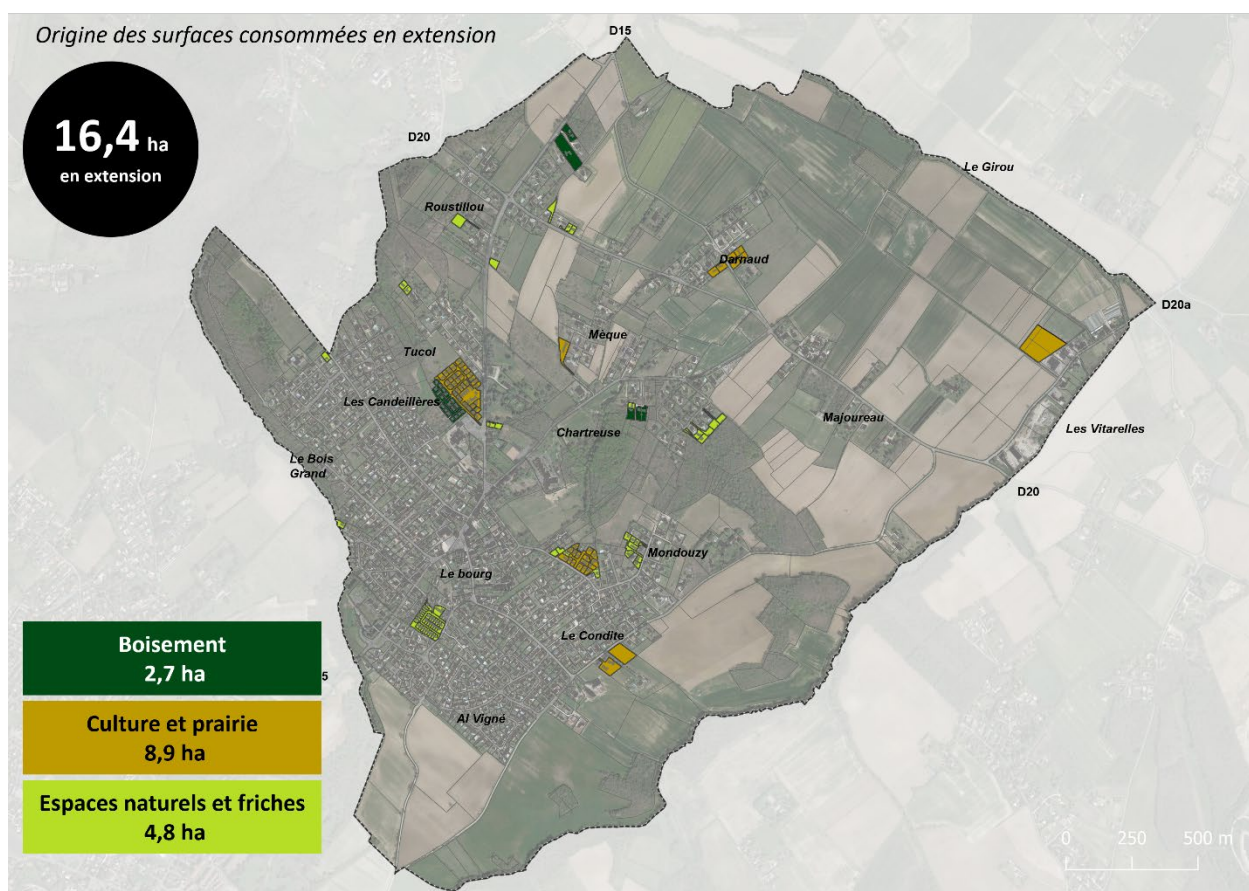 Origine des surfaces consommées en extension
D15
16,4 ha
en extension
D20
Le Girou
Roustillou
Darnaud
D20a
Mèque
Tucol
Les Candeillères
Chartreuse
Majoureau
Les Vitarelles
Le Bois
Grand
D20
Mondouzy
Le bourg
Le Condite
Boisement
2,7 ha
5
Al Vigné
Culture et prairie
8,9 ha
Espaces naturels et friches
4,8 ha
0 250 500 m